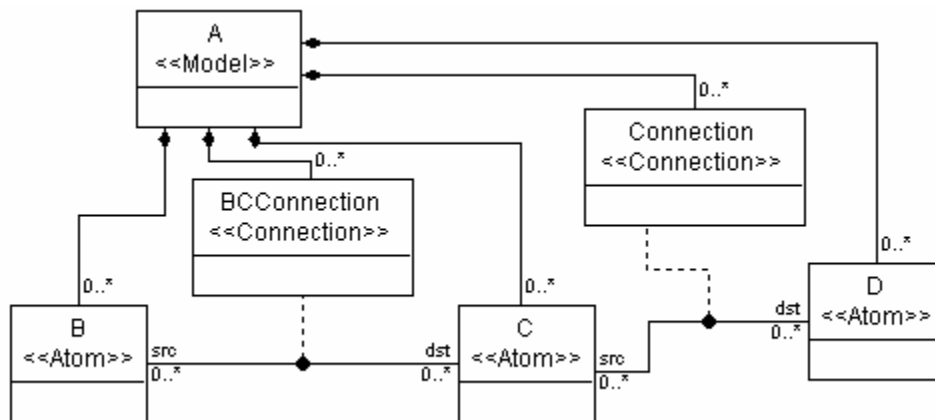 A
<<Model>>
0..*
Connection
<<Connection>>
0..*
BCConnection
<<Connection>>
0..*
0..*
0..*
D
<<Atom>>
dst
0..*
B
<<Atom>>
src
0..*
dst
0..*
C
<<Atom>>
src
0..*